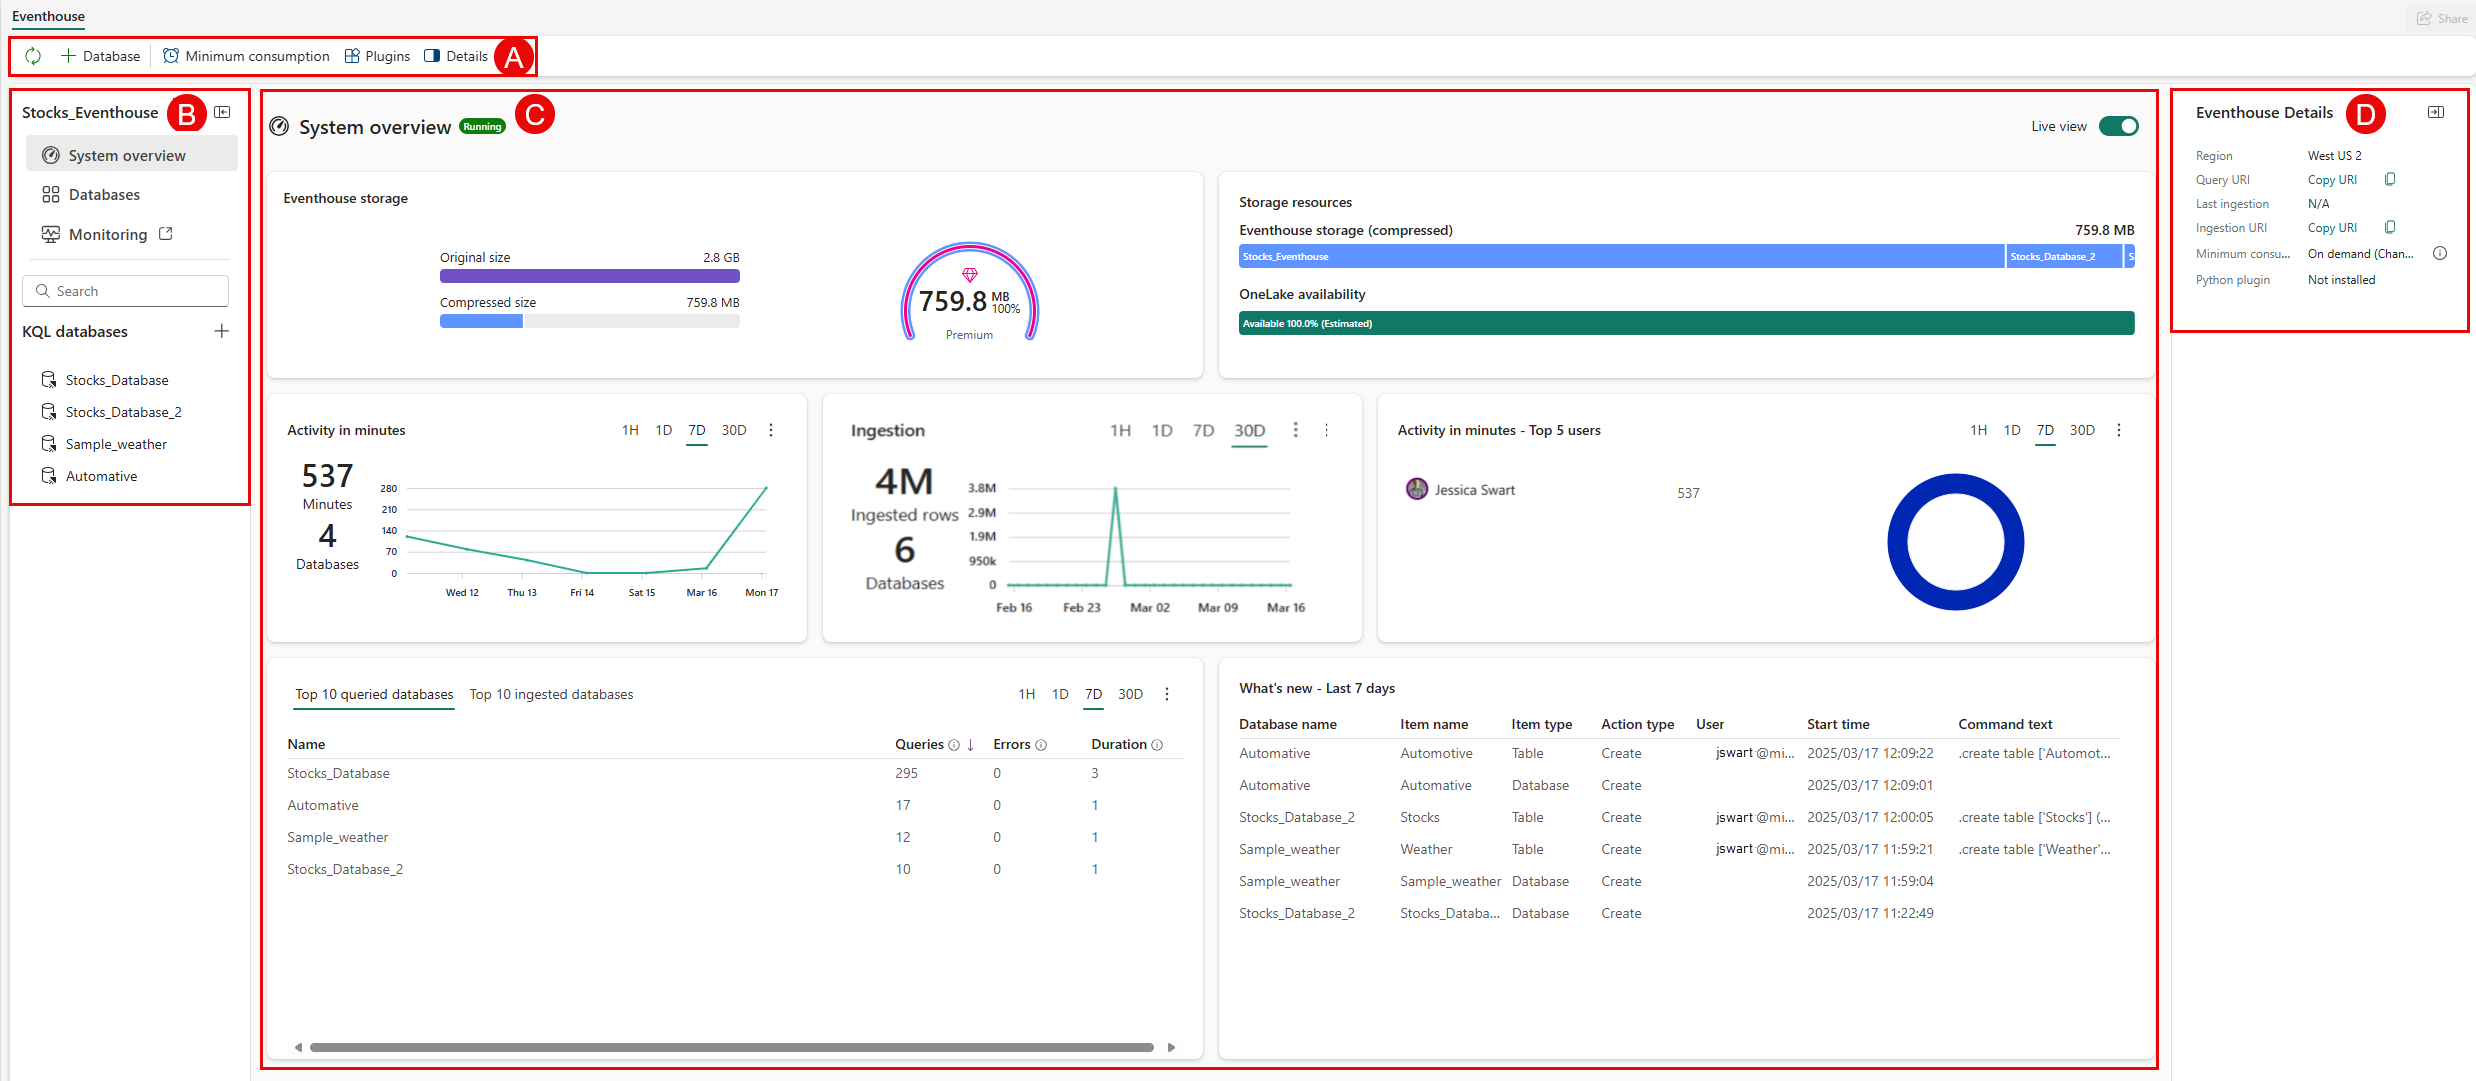 Eventhouse
Share
Database
Minimum consumption
Plugins
Details
A
Stocks_Eventhouse
B
System overview
Databases
Monitoring
Search
KQL databases
Stocks_Database
Stocks_Database_2
Sample_weather
Automative
System overview Running
C
Live view
Eventhouse storage
Original size 2.8 GB
Compressed size 759.8 MB
759.8 MB 100%
Premium
Storage resources
Eventhouse storage (compressed) 759.8 MB
Stocks_Eventhouse Stocks_Database_2 S
OneLake availability
Available 100.0% (Estimated)
Activity in minutes 1H 1D 7D 30D
537
Minutes
4
Databases
280
210
140
70
0
Wed 12 Thu 13 Fri 14 Sat 15 Mar 16 Mon 17
Ingestion 1H 1D 7D 30D
4M
Ingested rows
6
Databases
3.8M
2.9M
1.9M
950k
0
Feb 16 Feb 23 Mar 02 Mar 09 Mar 16
Activity in minutes - Top 5 users 1H 1D 7D 30D
Jessica Swart 537
Top 10 queried databases Top 10 ingested databases 1H 1D 7D 30D
Name Queries Errors Duration
Stocks_Database 295 0 3
Automative 17 0 1
Sample_weather 12 0 1
Stocks_Database_2 10 0 1
What's new - Last 7 days
Database name Item name Item type Action type User Start time Command text
Automative Automotive Table Create jswart @mi... 2025/03/17 12:09:22 .create table ['Automot...
Automative Automative Database Create 2025/03/17 12:09:01
Stocks_Database_2 Stocks Table Create jswart @mi... 2025/03/17 12:00:05 .create table ['Stocks'] (...
Sample_weather Weather Table Create jswart @mi... 2025/03/17 11:59:21 .create table ['Weather'...
Sample_weather Sample_weather Database Create 2025/03/17 11:59:04
Stocks_Database_2 Stocks_Databa... Database Create 2025/03/17 11:22:49
Eventhouse Details
D
Region West US 2
Query URI Copy URI
Last ingestion N/A
Ingestion URI Copy URI
Minimum consu... On demand (Chan...
Python plugin Not installed